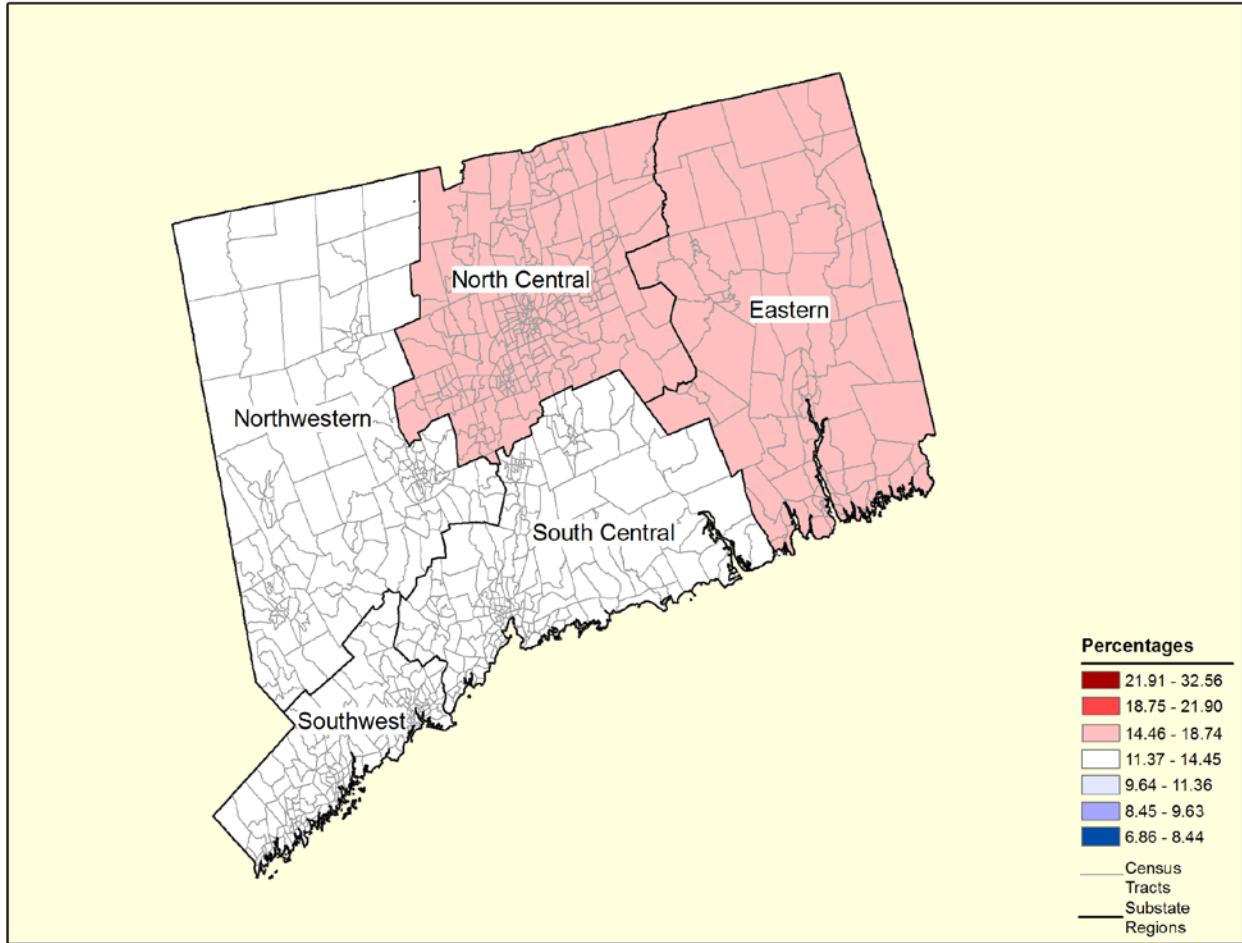 North Central
Eastern
Northwestern
South Central
Southwest
Percentages
21.91 - 32.56
18.75 - 21.90
14.46 - 18.74
11.37 - 14.45
9.64 - 11.36
8.45 - 9.63
6.86 - 8.44
Census
Tracts
Substate
Regions